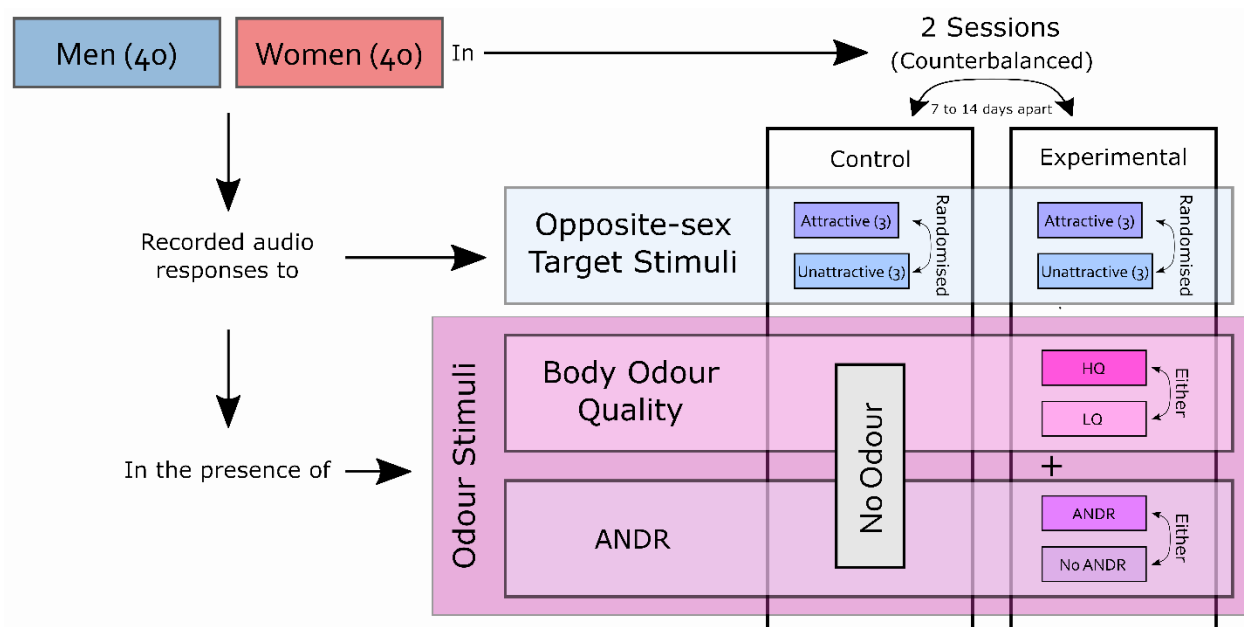 Men (40)
Women (40)
In
2 Sessions
(Counterbalanced)
7 to 14 days apart
Control
Experimental
Recorded audio
responses to
Opposite-sex
Target Stimuli
Attractive (3)
Unattractive (3)
Randomised
Attractive (3)
Unattractive (3)
Randomised
In the presence of
Odour Stimuli
Body Odour
Quality
No Odour
HQ
LQ
Either
+
ANDR
ANDR
No ANDR
Either